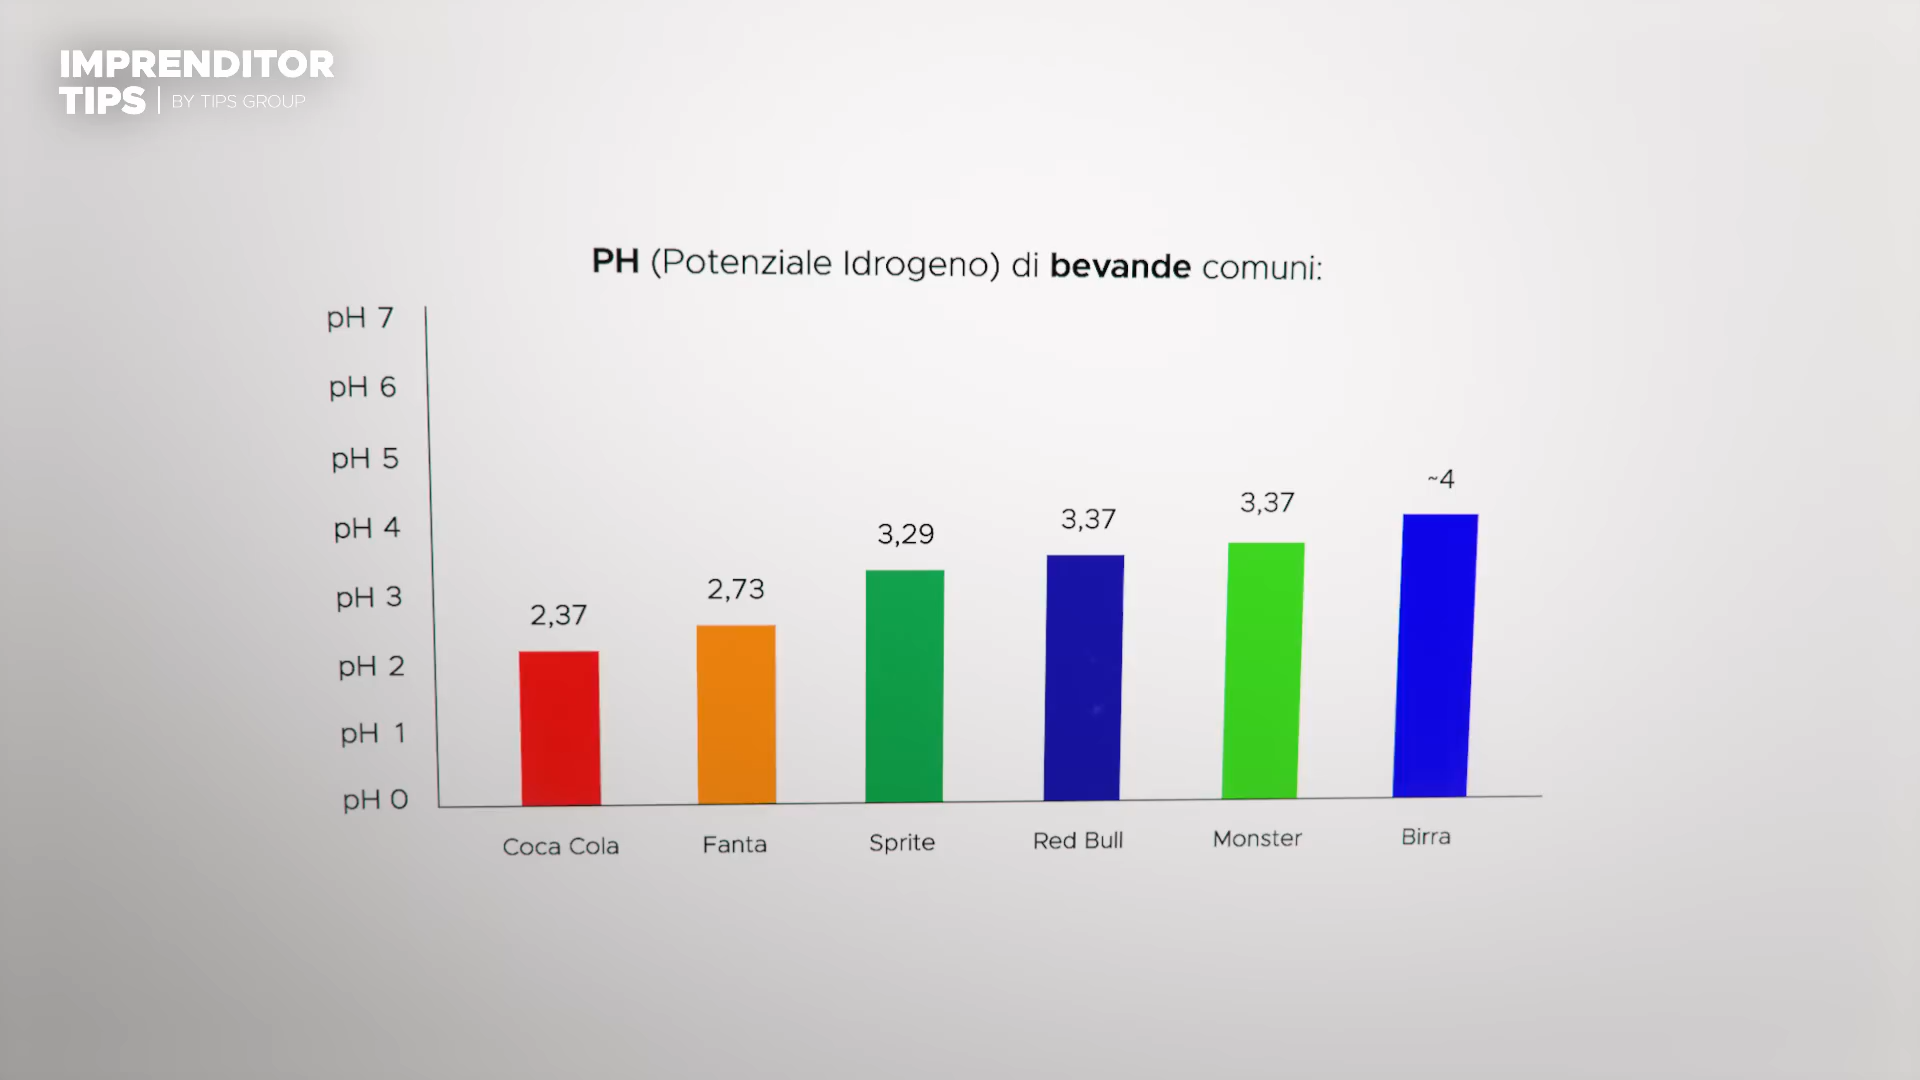 IMPRENDITOR
TIPS | BY TIPS GROUP
PH (Potenziale Idrogeno) di bevande comuni:
pH 7
pH 6
pH 5
pH 4
pH 3
pH 2
pH 1
pH 0
2,37
2,73
3,29
3,37
3,37
~4
Coca Cola
Fanta
Sprite
Red Bull
Monster
Birra